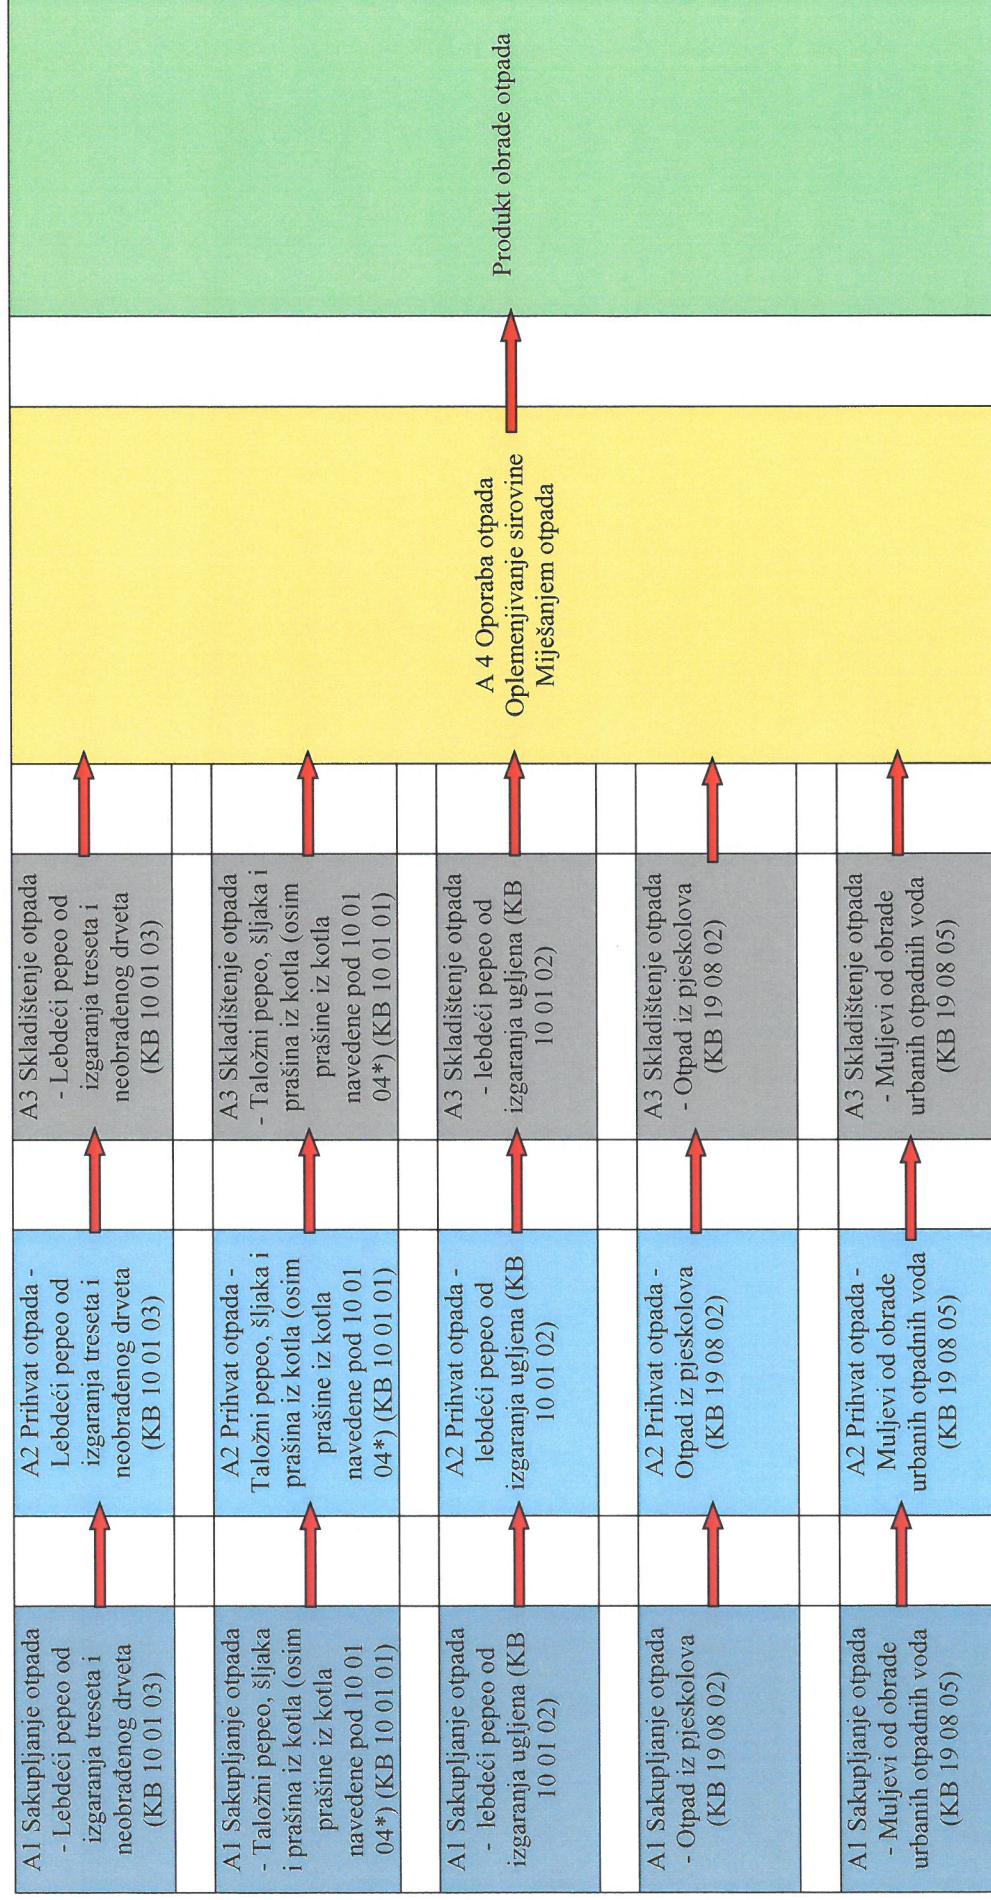 A1 Sakupljanje otpada
- Lebdeći pepeo od
izgaranja treseta i
neobrađenog drveta
(KB 10 01 03)
A2 Prihvat otpada -
Lebdeći pepeo od
izgaranja treseta i
neobrađenog drveta
(KB 10 01 03)
A3 Skladištenje otpada
- Lebdeći pepeo od
izgaranja treseta i
neobrađenog drveta
(KB 10 01 03)
A1 Sakupljanje otpada
- Taložni pepeo, šljaka
i prašina iz kotla (osim
prašine iz kotla
navedene pod 10 01
04*) (KB 10 01 01)
A2 Prihvat otpada -
Taložni pepeo, šljaka i
prašina iz kotla (osim
prašine iz kotla
navedene pod 10 01
04*) (KB 10 01 01)
A3 Skladištenje otpada
- Taložni pepeo, šljaka i
prašina iz kotla (osim
prašine iz kotla
navedene pod 10 01
04*) (KB 10 01 01)
A1 Sakupljanje otpada
- lebdeći pepeo od
izgaranja ugljena (KB
10 01 02)
A2 Prihvat otpada -
lebdeći pepeo od
izgaranja ugljena (KB
10 01 02)
A3 Skladištenje otpada
- lebdeći pepeo od
izgaranja ugljena (KB
10 01 02)
A1 Sakupljanje otpada
- Otpad iz pjeskolova
(KB 19 08 02)
A2 Prihvat otpada -
Otpad iz pjeskolova
(KB 19 08 02)
A3 Skladištenje otpada
- Otpad iz pjeskolova
(KB 19 08 02)
A1 Sakupljanje otpada
- Muljevi od obrade
urbanih otpadnih voda
(KB 19 08 05)
A2 Prihvat otpada -
Muljevi od obrade
urbanih otpadnih voda
(KB 19 08 05)
A3 Skladištenje otpada
- Muljevi od obrade
urbanih otpadnih voda
(KB 19 08 05)
A 4 Oporaba otpada
Oplemenjivanje sirovine
Miješanjem otpada
Produkt obrade otpada